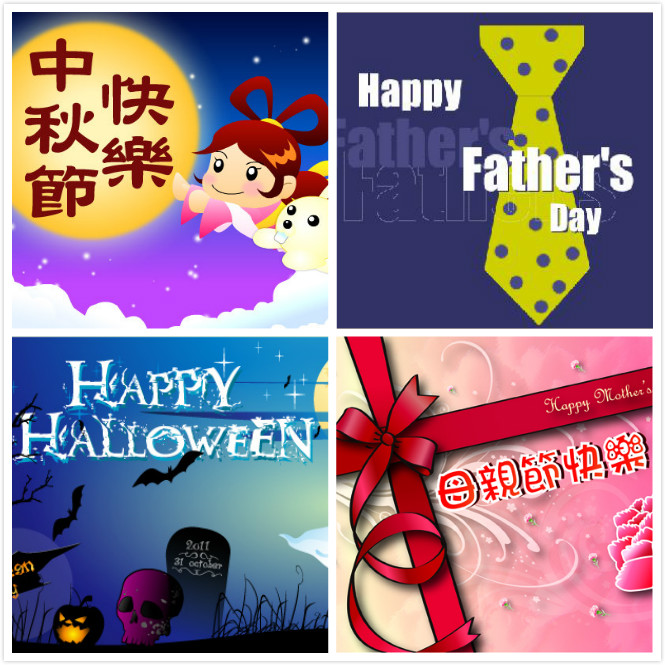 中秋節
快樂
Happy
Father's
Father's
Father's
Day
HAPPY
HALLOWEEN
2011
31 october
Happy Mother's
母親節快樂